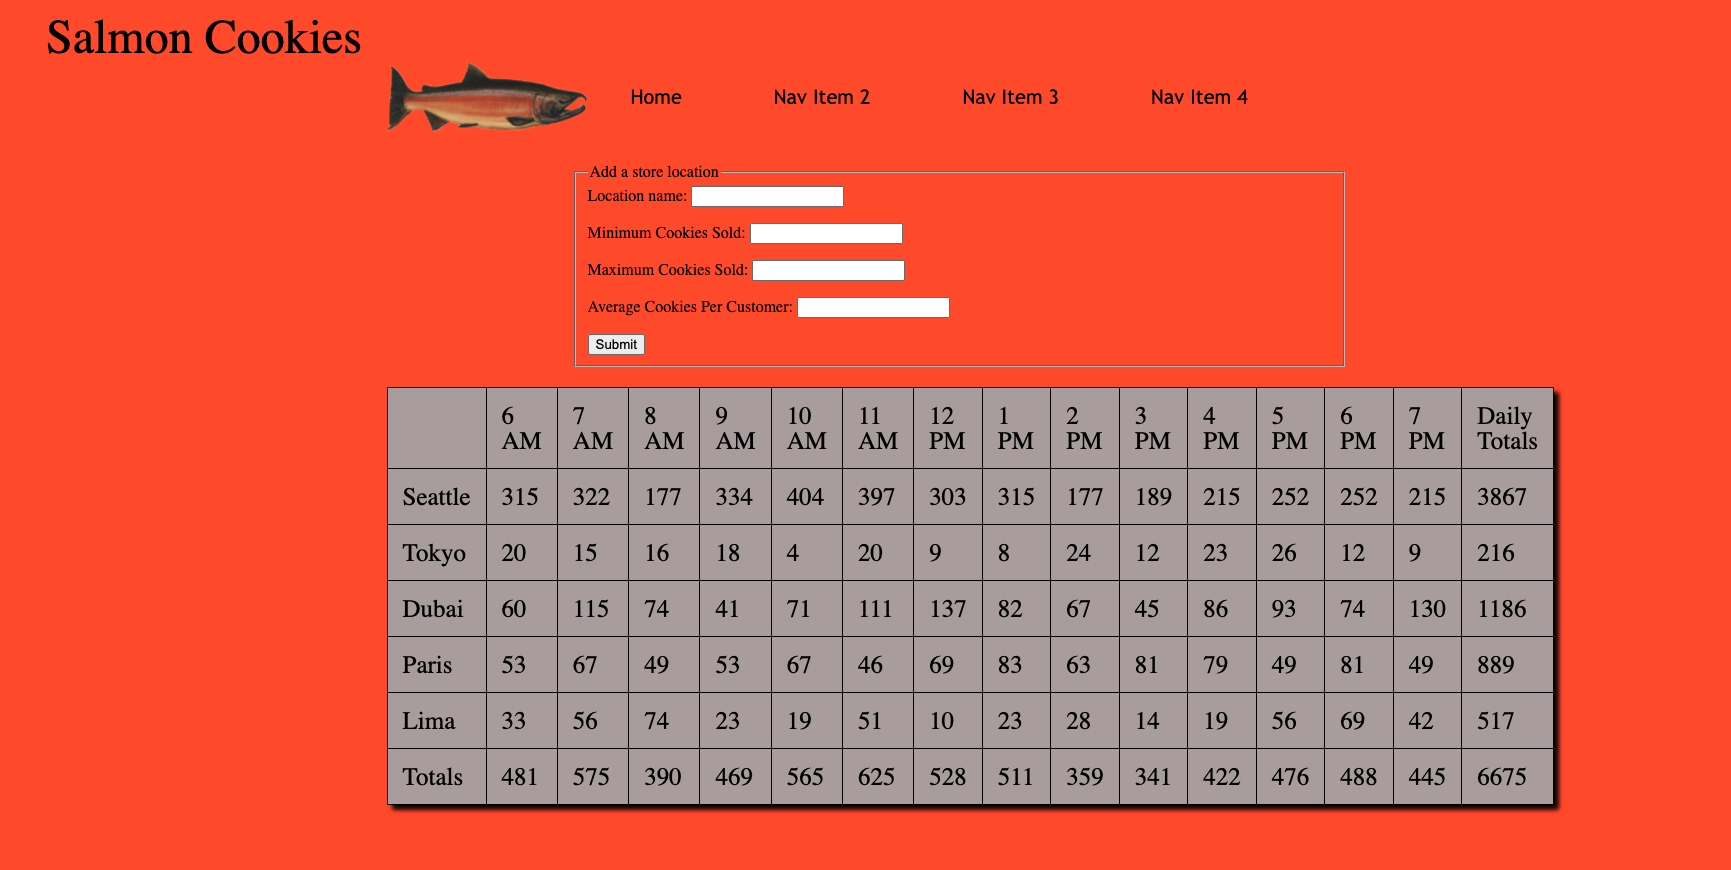 Salmon Cookies
Home Nav Item 2 Nav Item 3 Nav Item 4
Add a store location
Location name:
Minimum Cookies Sold:
Maximum Cookies Sold:
Average Cookies Per Customer:
Submit
6 AM 7 AM 8 AM 9 AM 10 AM 11 AM 12 PM 1 PM 2 PM 3 PM 4 PM 5 PM 6 PM 7 PM Daily Totals
Seattle 315 322 177 334 404 397 303 315 177 189 215 252 252 215 3867
Tokyo 20 15 16 18 4 20 9 8 24 12 23 26 12 9 216
Dubai 60 115 74 41 71 111 137 82 67 45 86 93 74 130 1186
Paris 53 67 49 53 67 46 69 83 63 81 79 49 81 49 889
Lima 33 56 74 23 19 51 10 23 28 14 19 56 69 42 517
Totals 481 575 390 469 565 625 528 511 359 341 422 476 488 445 6675